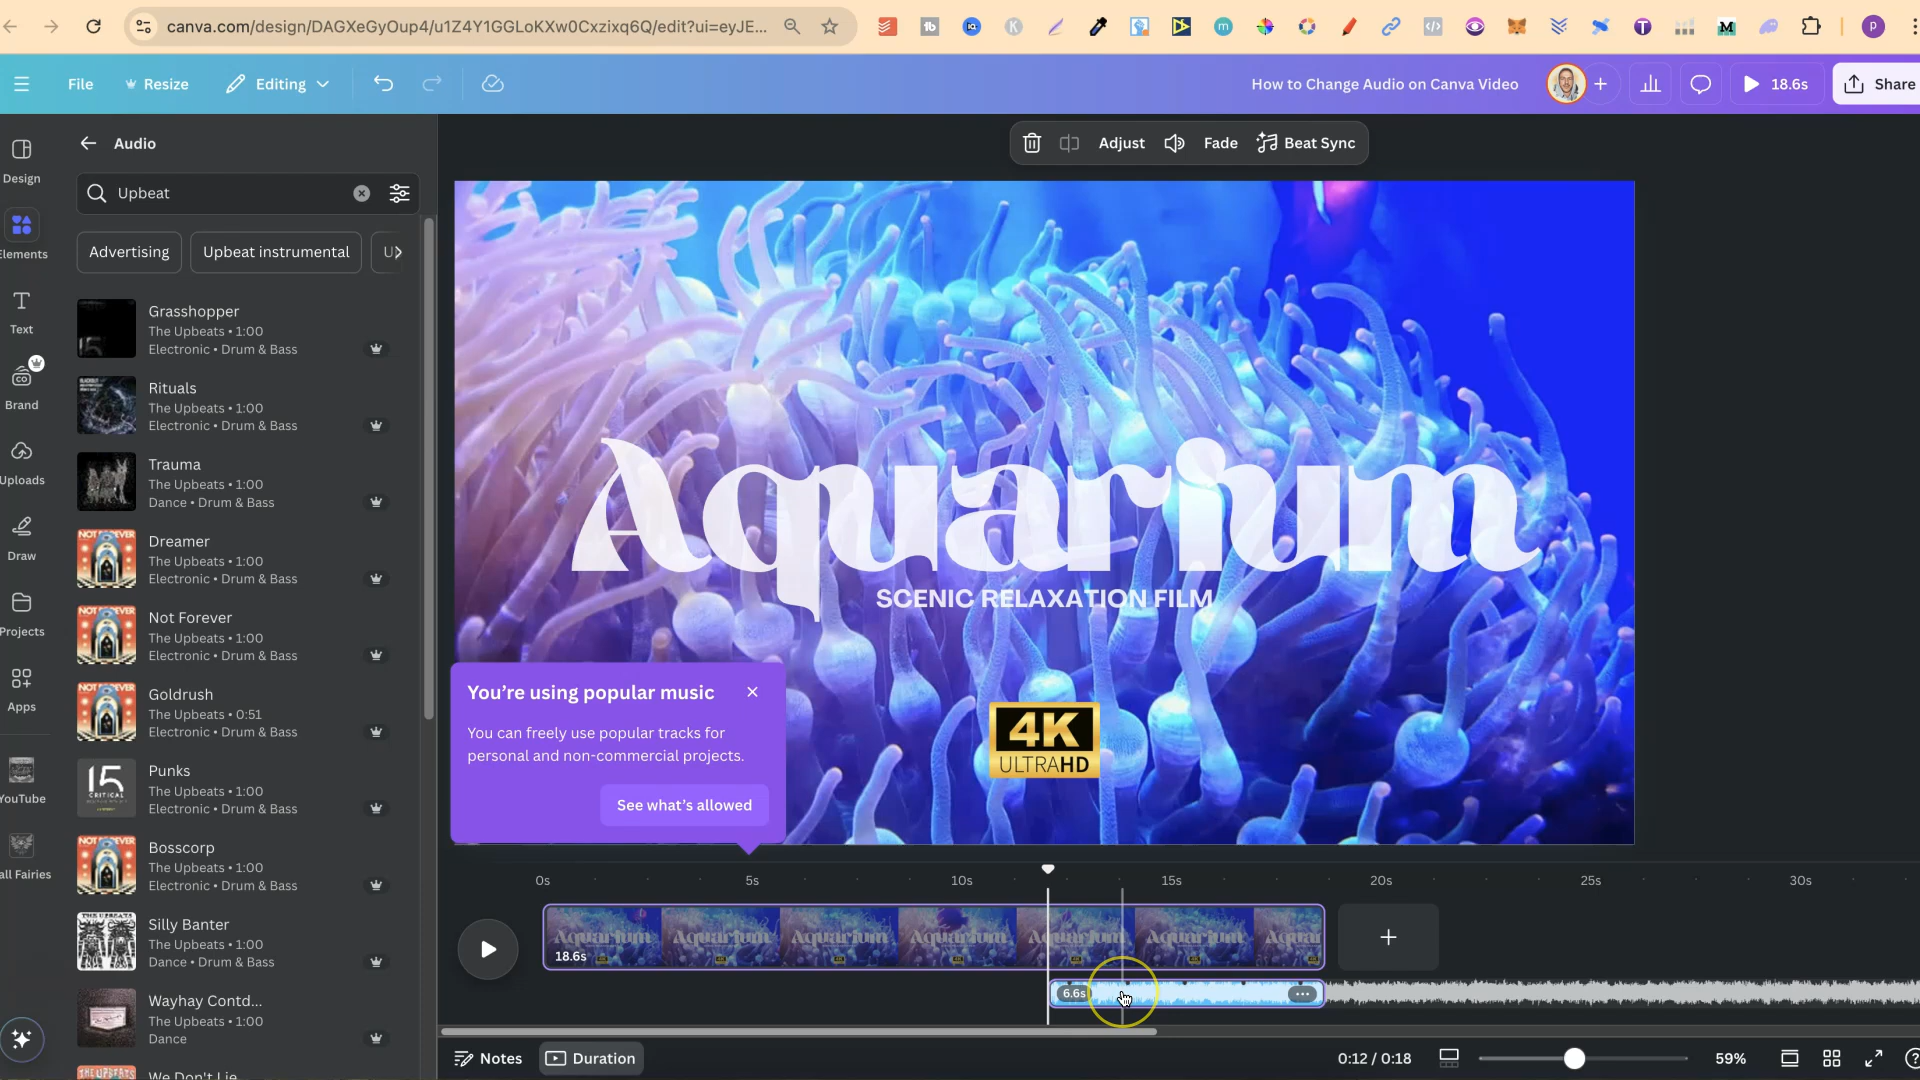 canva.com/design/DAGXeGyOup4/u1Z4Y1GGLoKXw0Cxzixq6Q/edit?ui=eyJE...
File
Resize
Editing
How to Change Audio on Canva Video
18.6s
Share
Design
Elements
Text
Brand
Uploads
Draw
Projects
Apps
YouTube
all Fairies
Audio
Upbeat
Advertising
Upbeat instrumental
Grasshopper
The Upbeats • 1:00
Electronic • Drum & Bass
Rituals
The Upbeats • 1:00
Electronic • Drum & Bass
Trauma
The Upbeats • 1:00
Dance • Drum & Bass
Dreamer
The Upbeats • 1:00
Electronic • Drum & Bass
Not Forever
The Upbeats • 1:00
Electronic • Drum & Bass
Goldrush
The Upbeats • 0:51
Electronic • Drum & Bass
Punks
The Upbeats • 1:00
Electronic • Drum & Bass
Bosscorp
The Upbeats • 1:00
Electronic • Drum & Bass
Silly Banter
The Upbeats • 1:00
Dance • Drum & Bass
Wayhay Contd...
The Upbeats • 1:00
Dance
We Don't Lie
Adjust
Fade
Beat Sync
Aquarium
SCENIC RELAXATION FILM
4K
ULTRAHD
You're using popular music
You can freely use popular tracks for
personal and non-commercial projects.
See what's allowed
0s
5s
10s
15s
20s
25s
30s
18.6s
6.6s
Notes
Duration
0:12 / 0:18
59%